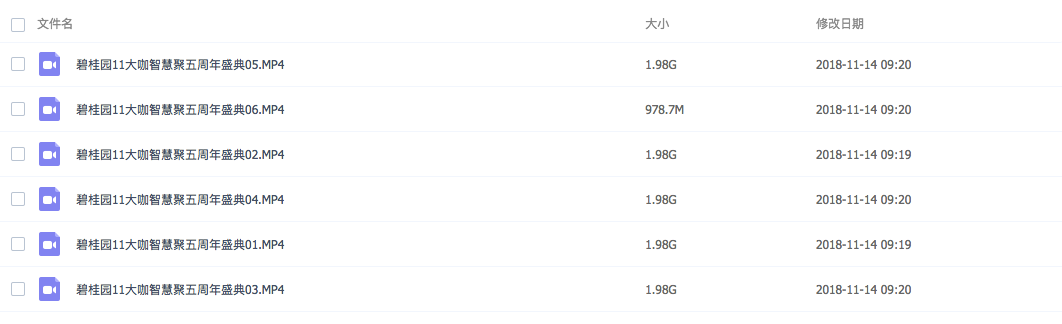 文件名 大小 修改日期
碧桂园11大咖智慧聚五周年盛典05.MP4 1.98G 2018-11-14 09:20
碧桂园11大咖智慧聚五周年盛典06.MP4 978.7M 2018-11-14 09:20
碧桂园11大咖智慧聚五周年盛典02.MP4 1.98G 2018-11-14 09:19
碧桂园11大咖智慧聚五周年盛典04.MP4 1.98G 2018-11-14 09:20
碧桂园11大咖智慧聚五周年盛典01.MP4 1.98G 2018-11-14 09:19
碧桂园11大咖智慧聚五周年盛典03.MP4 1.98G 2018-11-14 09:20